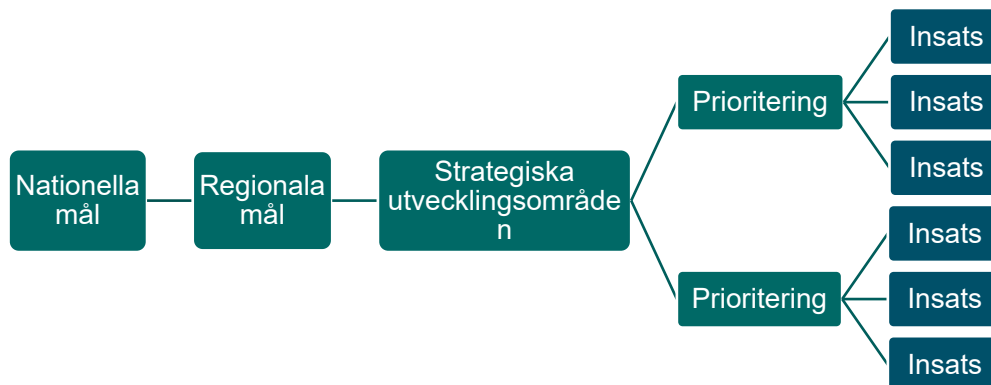 Nationella
mål
Regionala
mål
Strategiska
utvecklingsområde
n
Prioritering
Insats
Insats
Insats
Prioritering
Insats
Insats
Insats